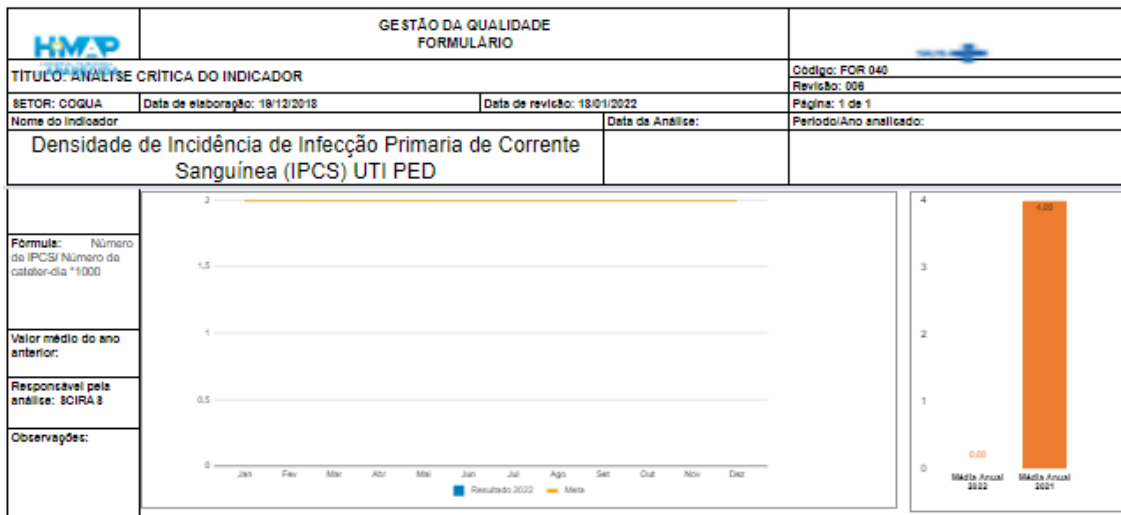 HIMAP
GESTÃO DA QUALIDADE
FORMULÁRIO
TÍTULO: ANÁLISE CRÍTICA DO INDICADOR
Código: FOR 040
Revisão: 006
SETOR: COQUA
Data de elaboração: 19/12/2018
Data de revisão: 18/01/2022
Página: 1 de 1
Nome do Indicador
Data da Análise:
Período/Ano analisado:
Densidade de Incidência de Infecção Primaria de Corrente
Sanguínea (IPCS) UTI PED
Fórmula: Número
de IPCS/ Número de
cateter-dia *1000
Valor médio do ano
anterior:
Responsável pela
análise: SCIRAS
Observações:
2
1,5
1
0,5
0
Jan Fev Mar Abr Mai Jun Jul Ago Set Out Nov Dez
Resultado 2022 Meta
4
3
2
1
0
4,00
0,00
Média Anual
2022
Média Anual
2021